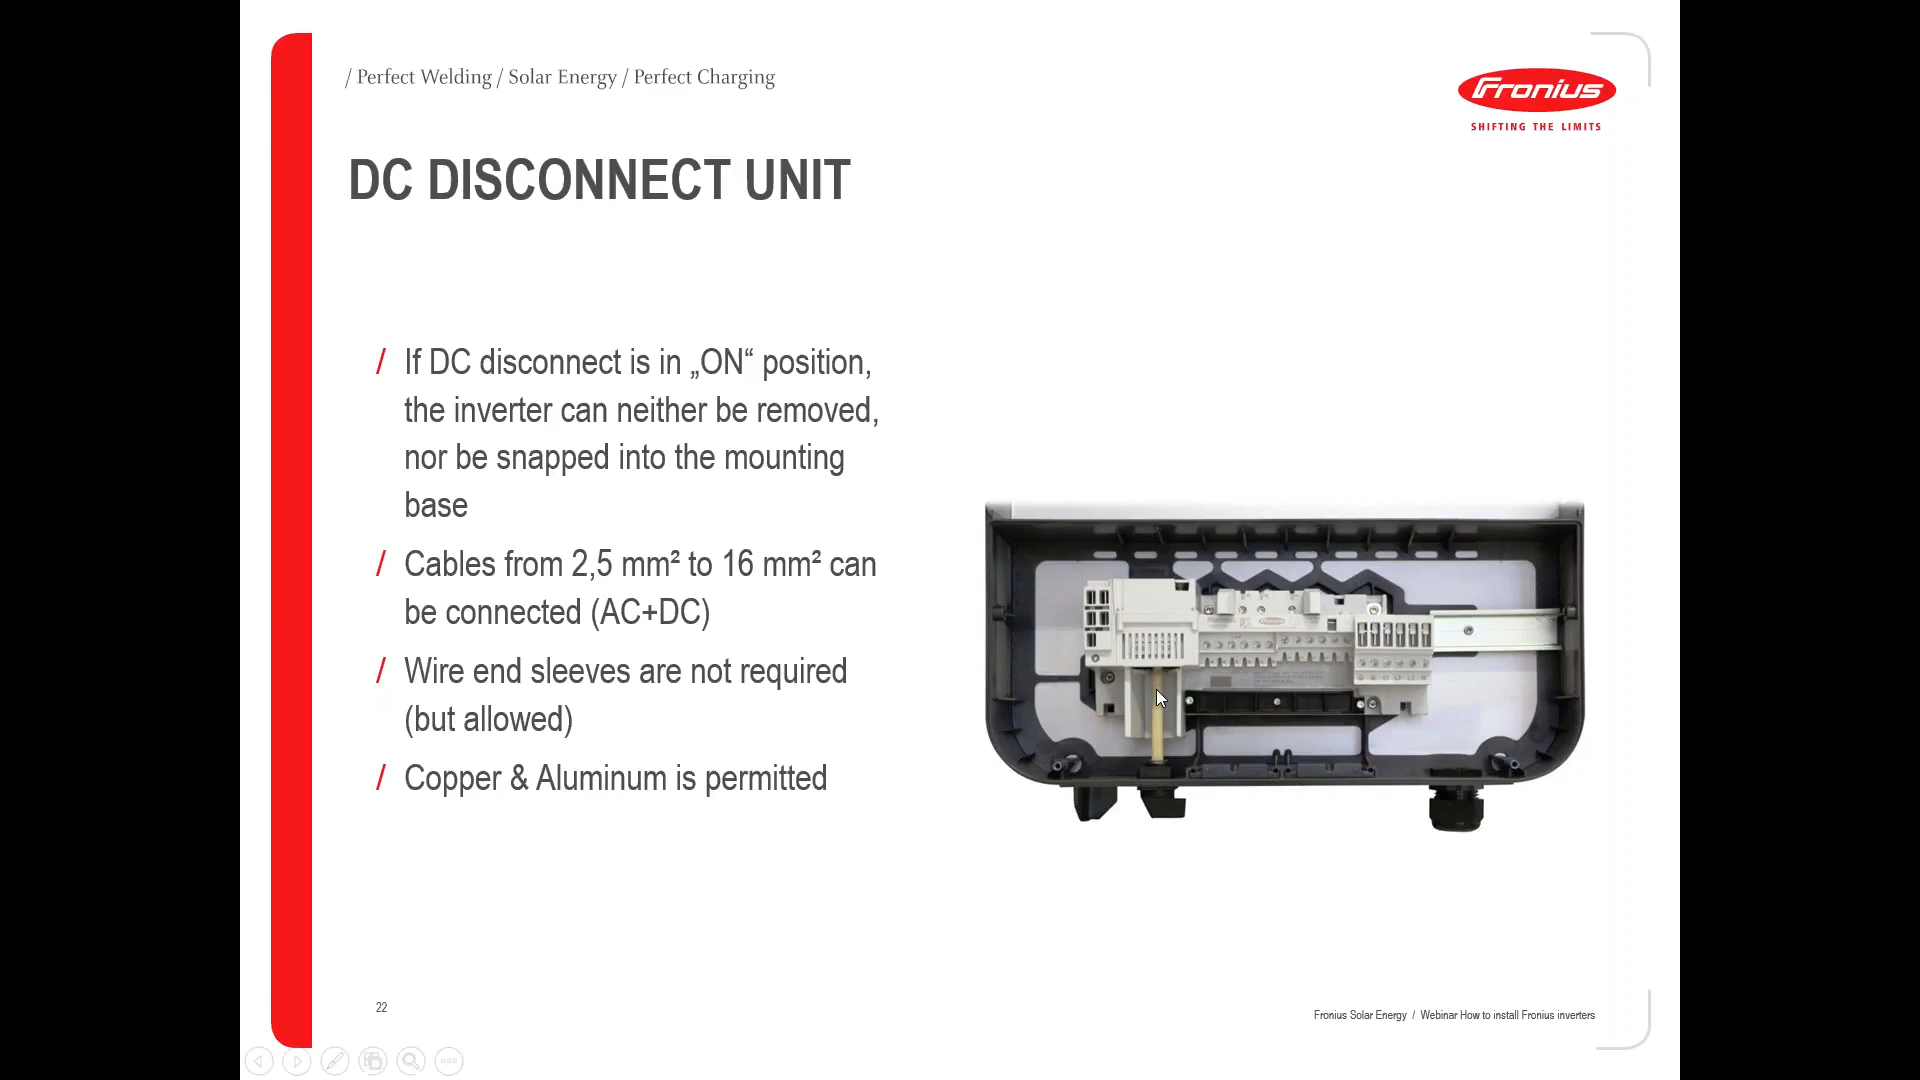 / Perfect Welding / Solar Energy / Perfect Charging
Fronius
SHIFTING THE LIMITS
DC DISCONNECT UNIT
/ If DC disconnect is in „ON“ position,
the inverter can neither be removed,
nor be snapped into the mounting
base
/ Cables from 2,5 mm² to 16 mm² can
be connected (AC+DC)
/ Wire end sleeves are not required
(but allowed)
/ Copper & Aluminum is permitted
22
Fronius Solar Energy / Webinar How to install Fronius inverters